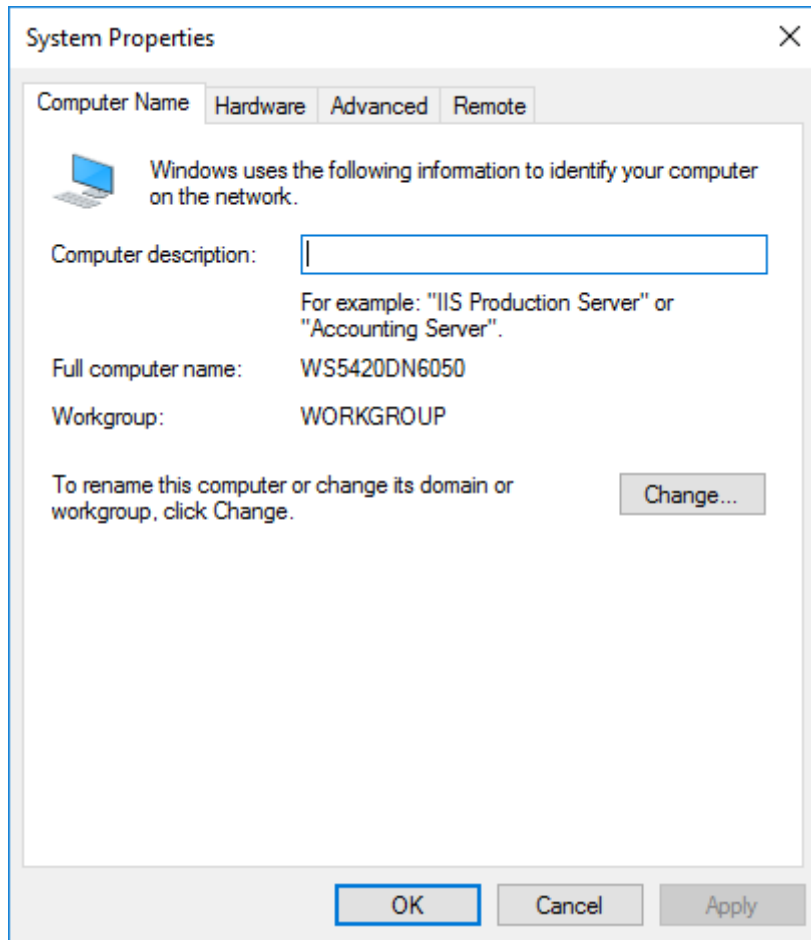 System Properties
Computer Name Hardware Advanced Remote
Windows uses the following information to identify your computer
on the network.
Computer description:
For example: "IIS Production Server" or
"Accounting Server".
Full computer name: WS5420DN6050
Workgroup: WORKGROUP
To rename this computer or change its domain or
workgroup, click Change.
Change...
OK Cancel Apply